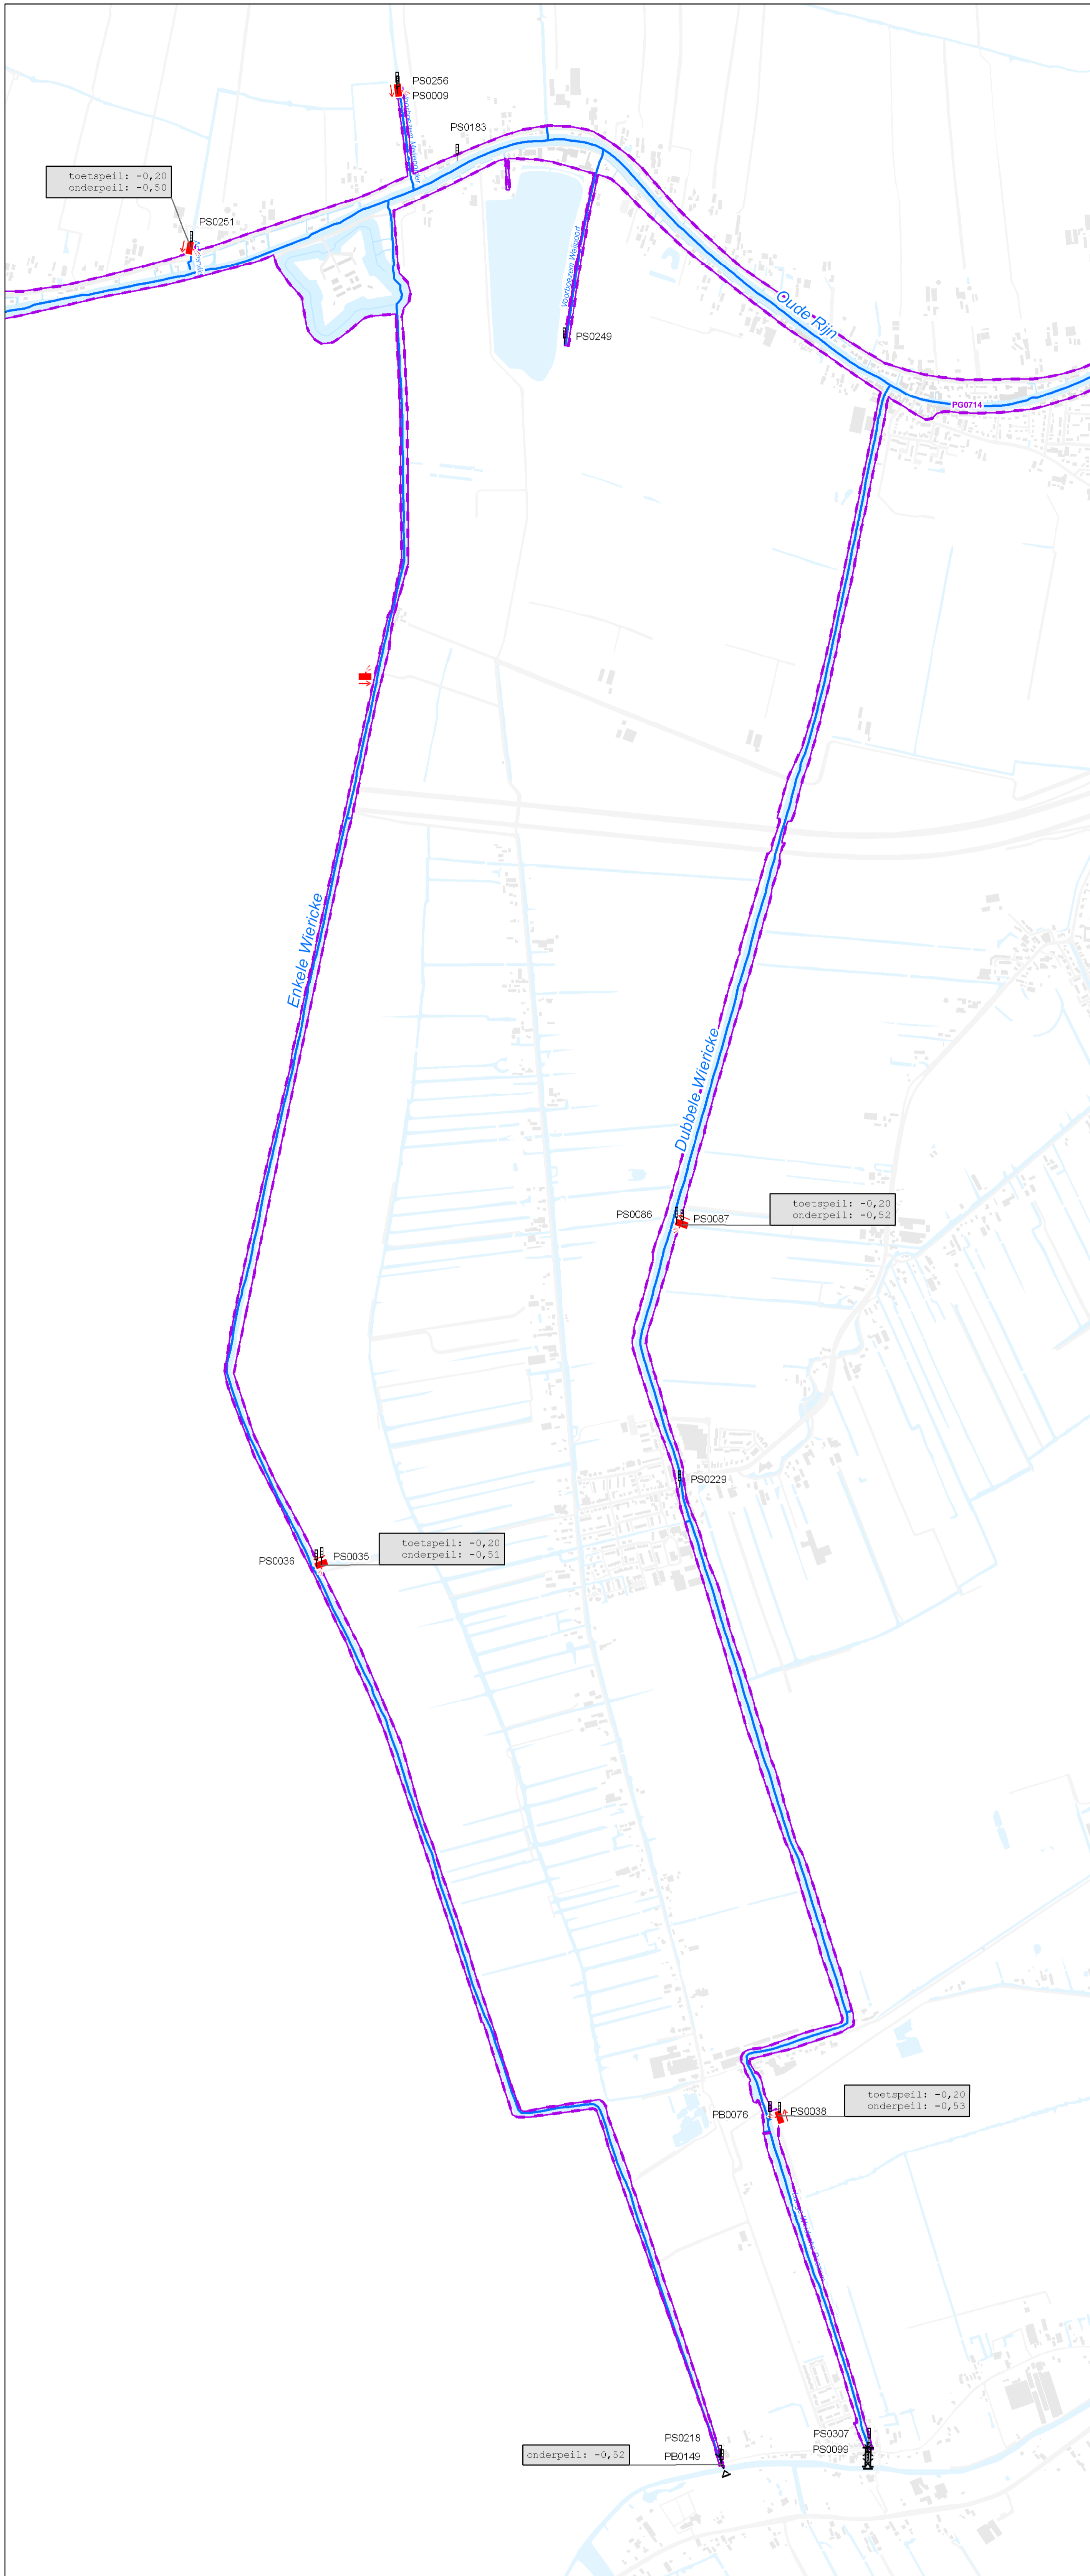 PS0256
PS0009
PS0183
toetspeil: -0,20
onderpeil: -0,50
PS0251
Voorboezem Weijpoort
PS0249
Oude Rijn
PG0714
Enkele Wiericke
Dubbele Wiericke
PS0086
PS0087
toetspeil: -0,20
onderpeil: -0,52
PS0229
PS0036
PS0035
toetspeil: -0,20
onderpeil: -0,51
PB0076
PS0038
toetspeil: -0,20
onderpeil: -0,53
PS0218
PB0149
onderpeil: -0,52
PS0307
PS0099